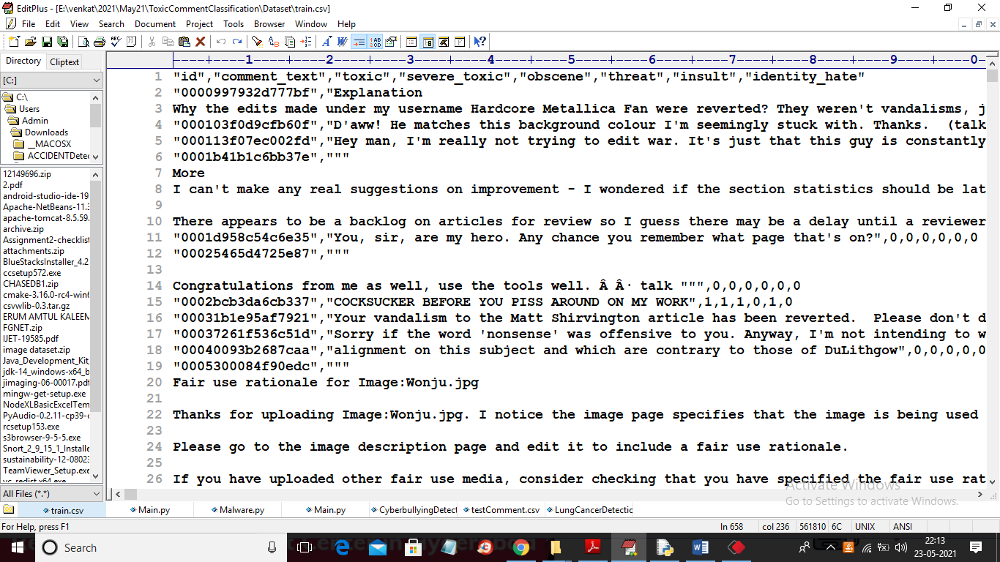 EditPlus - [E:\venkat\2021\May21\ToxicCommentClassification\Dataset\train.csv]
File Edit View Search Document Project Tools Browser Window Help
Directory Cliptext
[C:]
C:\
Users
Admin
Downloads
__MACOSX
ACCIDENTDetec
12149696.zip
2.pdf
android-studio-ide-19
Apache-NetBeans-11.3
apache-tomcat-8.5.59.
archive.zip
Assignment2-checklist
attachments.zip
BlueStacksInstaller_4.2
ccsetup572.exe
CHASEDB1.zip
cmake-3.16.0-rc4-win6
csvwlib-0.3.tar.gz
ERUM AMTUL KALEEM
FGNET.zip
IJET-19585.pdf
image dataset.zip
Java_Development_Kit_
jdk-14_windows-x64_b
jimaging-06-00017.pdf
mingw-get-setup.exe
NodeXLBasicExcelTem
PyAudio-0.2.11-cp39-c
rcsetup153.exe
s3browser-9-5-5.exe
Snort_2_9_15_1_Installe
sustainability-12-08023
TeamViewer_Setup.exe
vc_redist.x64.exe
All Files (*.*)
----+----1----+----2----+----3----+----4----+----5----+----6----+----7----+----8----+----9----+----0-
1 "id","comment_text","toxic","severe_toxic","obscene","threat","insult","identity_hate"
2 "0000997932d777bf","Explanation
3 Why the edits made under my username Hardcore Metallica Fan were reverted? They weren't vandalisms, j
4 "000103f0d9cfb60f","D'aww! He matches this background colour I'm seemingly stuck with. Thanks.  (talk
5 "000113f07ec002fd","Hey man, I'm really not trying to edit war. It's just that this guy is constantly
6 "0001b41b1c6bb37e","""
7 More
8 I can't make any real suggestions on improvement - I wondered if the section statistics should be lat
9
10 There appears to be a backlog on articles for review so I guess there may be a delay until a reviewer
11 "0001d958c54c6e35","You, sir, are my hero. Any chance you remember what page that's on?",0,0,0,0,0,0
12 "00025465d4725e87","""
13
14 Congratulations from me as well, use the tools well. Â Â· talk """,0,0,0,0,0,0
15 "0002bcb3da6cb337","COCKSUCKER BEFORE YOU PISS AROUND ON MY WORK",1,1,1,0,1,0
16 "00031b1e95af7921","Your vandalism to the Matt Shirvington article has been reverted.  Please don't d
17 "00037261f536c51d","Sorry if the word 'nonsense' was offensive to you. Anyway, I'm not intending to w
18 "00040093b2687caa","alignment on this subject and which are contrary to those of DuLithgow",0,0,0,0,0
19 "0005300084f90edc","""
20 Fair use rationale for Image:Wonju.jpg
21
22 Thanks for uploading Image:Wonju.jpg. I notice the image page specifies that the image is being used
23
24 Please go to the image description page and edit it to include a fair use rationale.
25
26 If you have uploaded other fair use media, consider checking that you have specified the fair use rat
Activate Windows
Go to Settings to activate Windows.
train.csv Main.py Malware.py Main.py CyberbullyingDetect testComment.csv LungCancerDetectic
For Help, press F1 ln 658 col 236 561810 6C UNIX ANSI
Search
22:13
23-05-2021